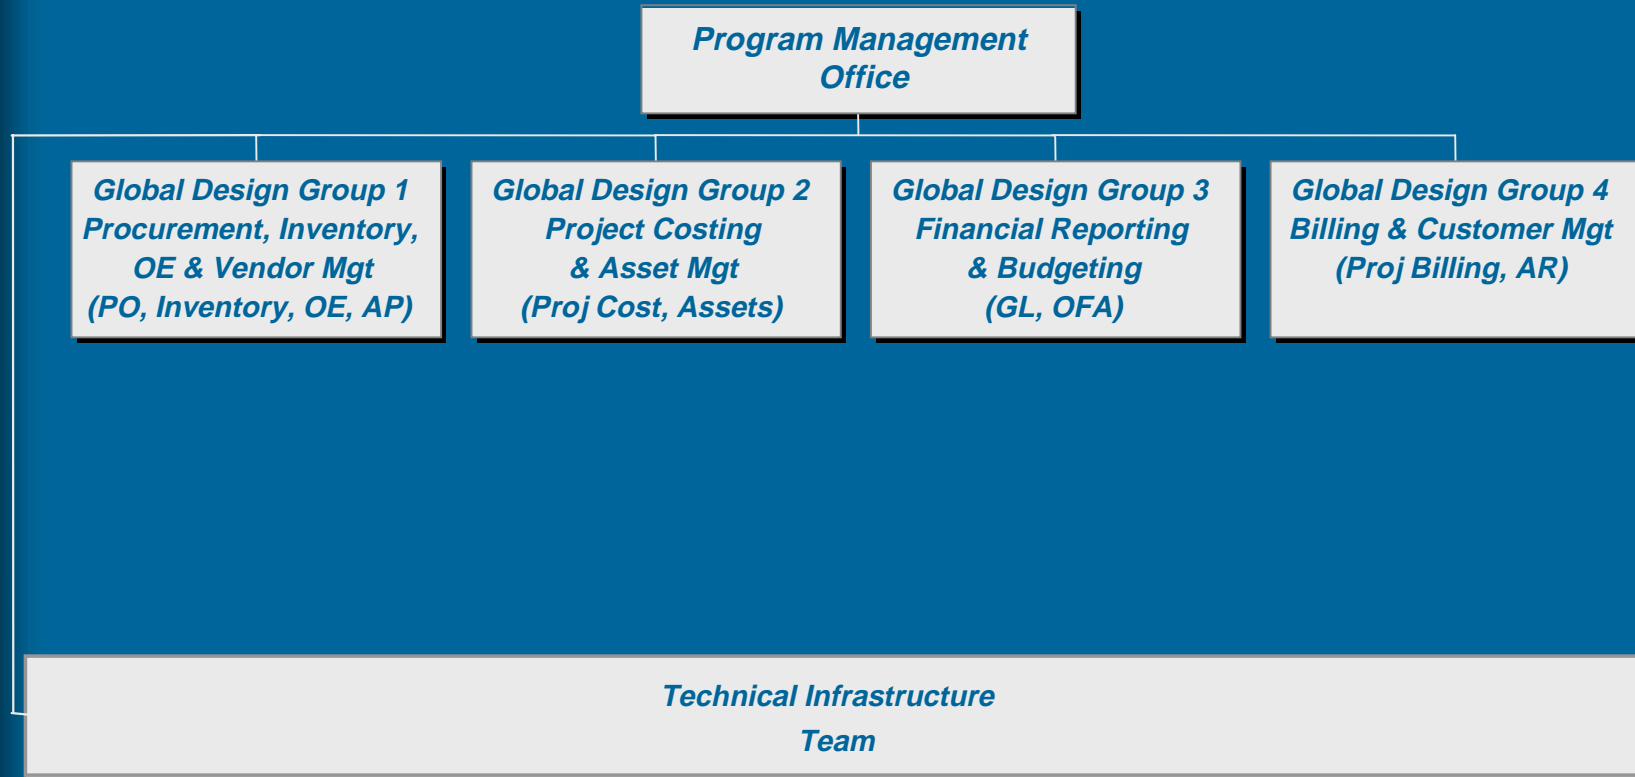 Program Management
Office
Global Design Group 1
Procurement, Inventory,
OE & Vendor Mgt
(PO, Inventory, OE, AP)
Global Design Group 2
Project Costing
& Asset Mgt
(Proj Cost, Assets)
Global Design Group 3
Financial Reporting
& Budgeting
(GL, OFA)
Global Design Group 4
Billing & Customer Mgt
(Proj Billing, AR)
Technical Infrastructure
Team